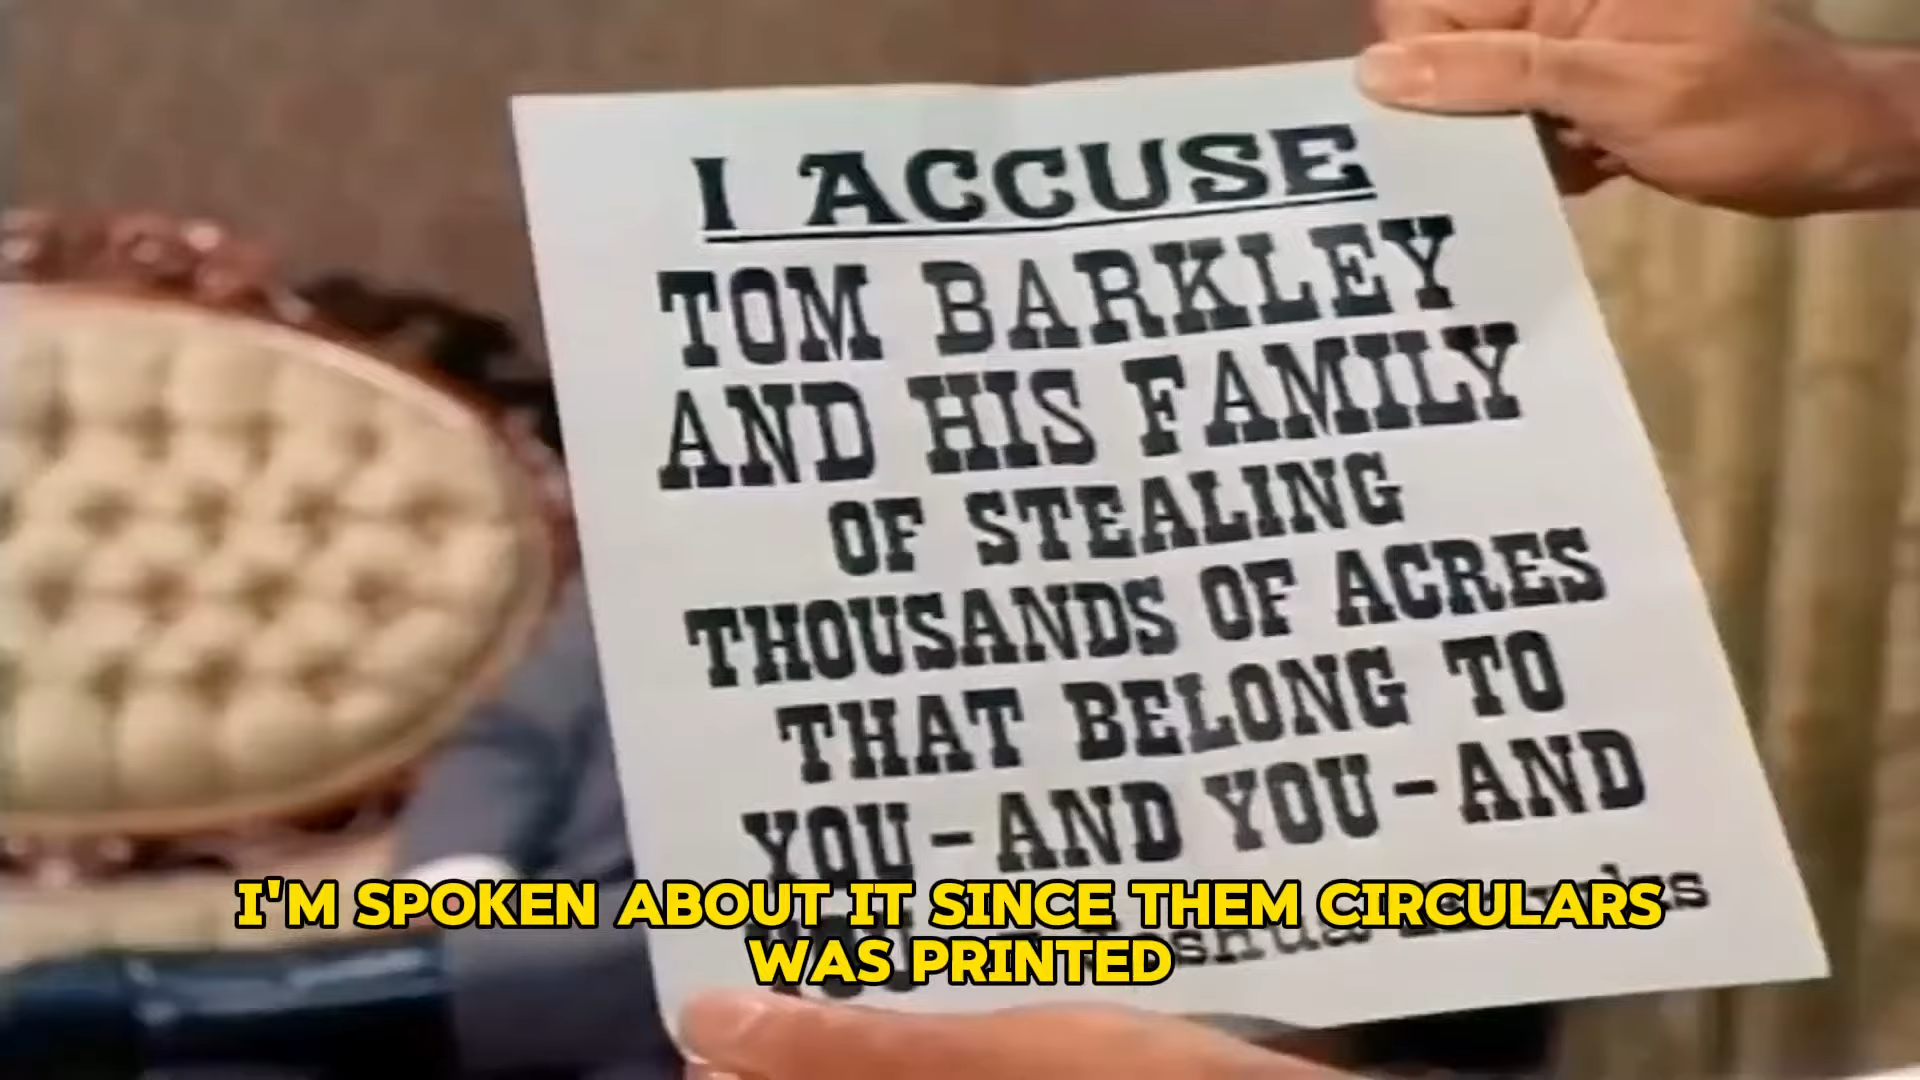 I ACCUSE
TOM BARKLEY
AND HIS FAMILY
OF STEALING
THOUSANDS OF ACRES
THAT BELONG TO
YOU-AND YOU-AND
I'M SPOKEN ABOUT IT SINCE THEM CIRCULARS
WAS PRINTED